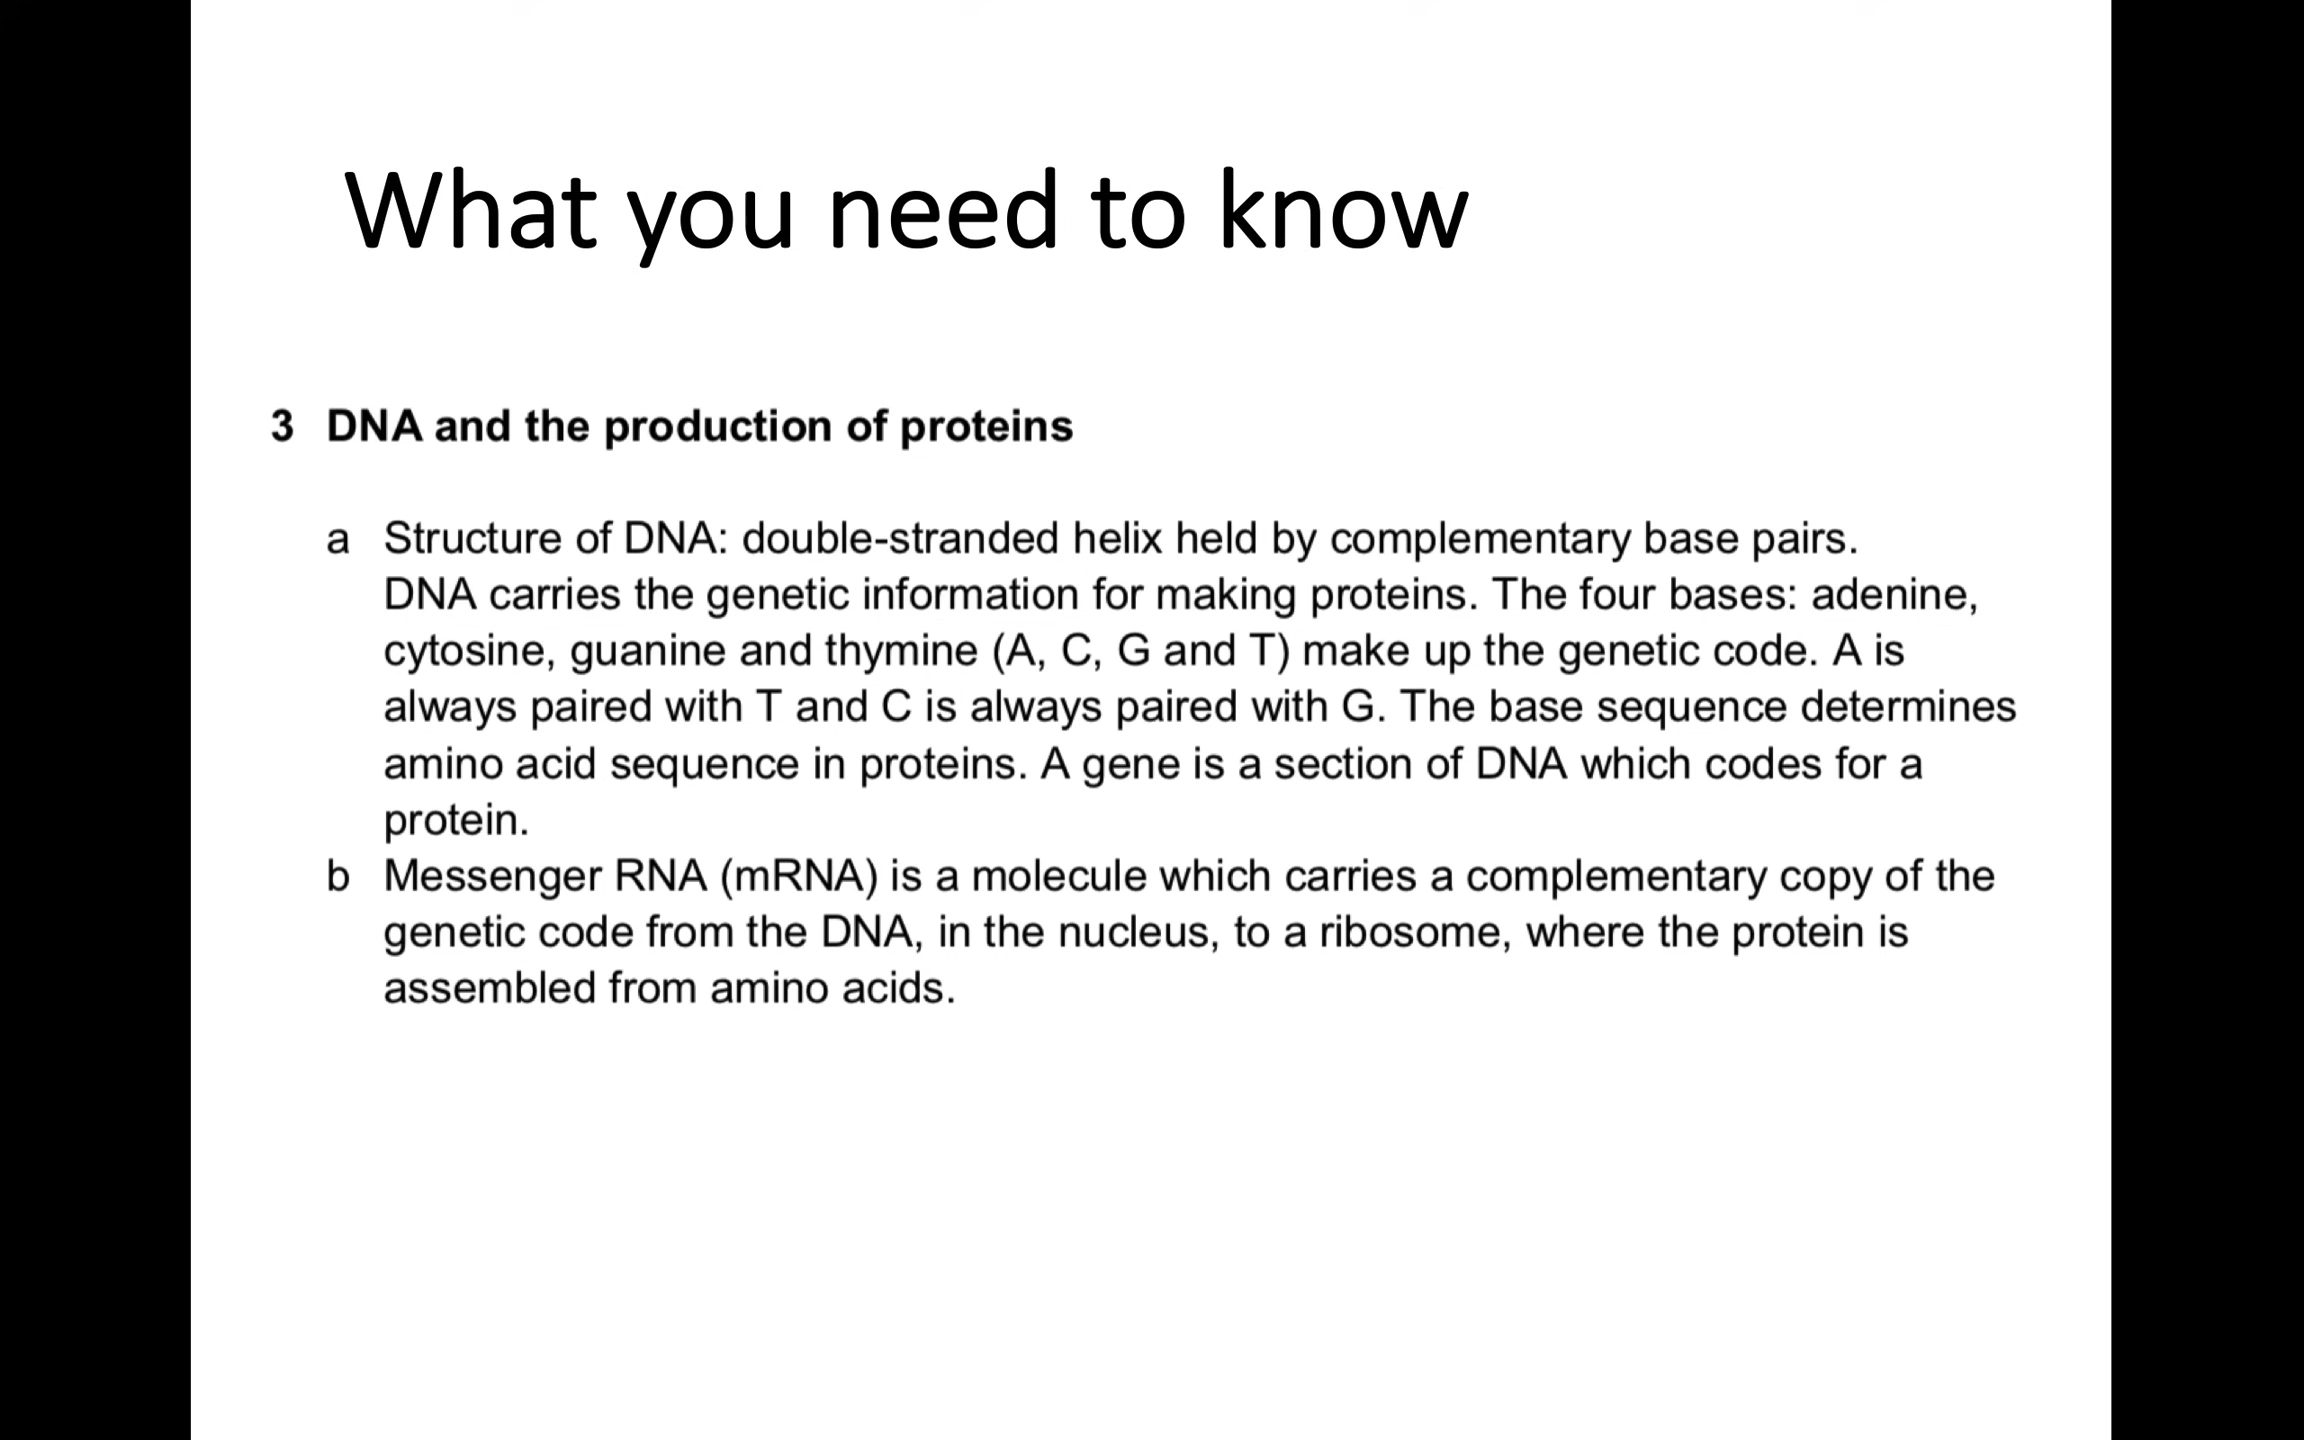 What you need to know
3 DNA and the production of proteins
a Structure of DNA: double-stranded helix held by complementary base pairs.
DNA carries the genetic information for making proteins. The four bases: adenine,
cytosine, guanine and thymine (A, C, G and T) make up the genetic code. A is
always paired with T and C is always paired with G. The base sequence determines
amino acid sequence in proteins. A gene is a section of DNA which codes for a
protein.
b Messenger RNA (mRNA) is a molecule which carries a complementary copy of the
genetic code from the DNA, in the nucleus, to a ribosome, where the protein is
assembled from amino acids.